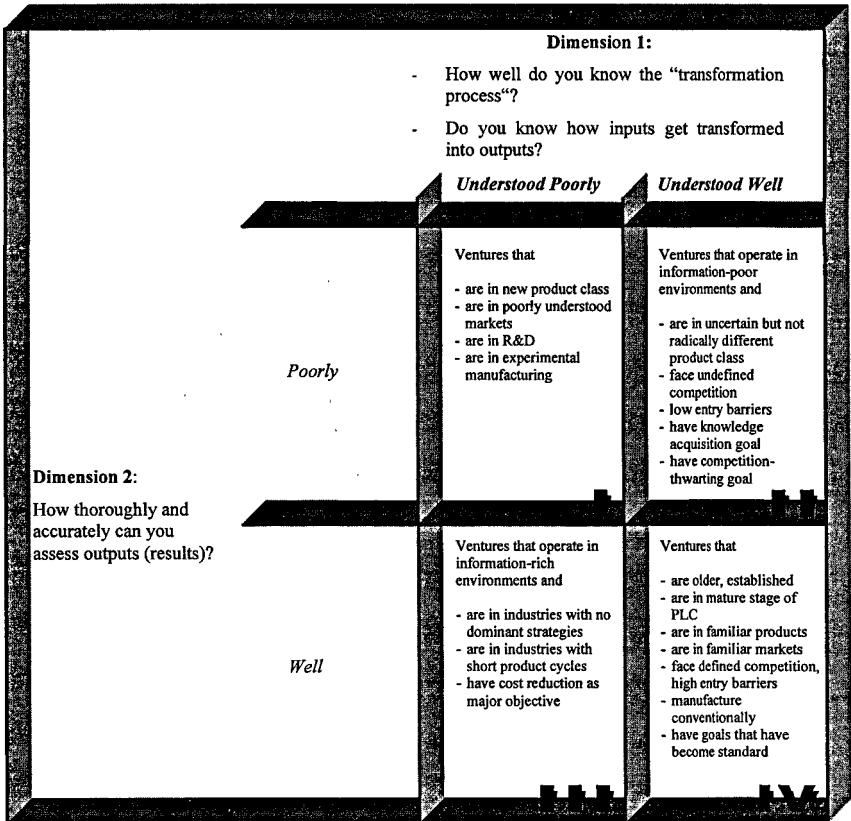 Dimension 1:
- How well do you know the “transformation
process“?
- Do you know how inputs get transformed
into outputs?
Understood Poorly
Understood Well
Poorly
Ventures that
- are in new product class
- are in poorly understood
markets
- are in R&D
- are in experimental
manufacturing
I
Ventures that operate in
information-poor
environments and
- are in uncertain but not
radically different
product class
- face undefined
competition
- low entry barriers
- have knowledge
acquisition goal
- have competition-
thwarting goal
II
Dimension 2:
How thoroughly and
accurately can you
assess outputs (results)?
Well
Ventures that operate in
information-rich
environments and
- are in industries with no
dominant strategies
- are in industries with
short product cycles
- have cost reduction as
major objective
III
Ventures that
- are older, established
- are in mature stage of
PLC
- are in familiar products
- are in familiar markets
- face defined competition,
high entry barriers
- manufacture
conventionally
- have goals that have
become standard
IV